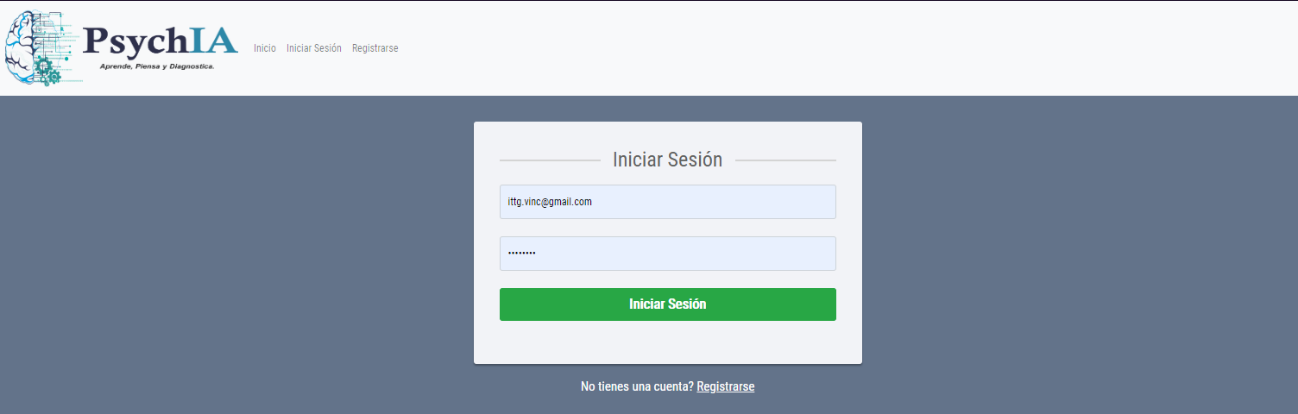 PsychIA
Aprende, Piensa y Diagnostica.
Inicio Iniciar Sesión Registrarse
Iniciar Sesión
ittg.vinc@gmail.com
••••••••
Iniciar Sesión
No tienes una cuenta? Registrarse